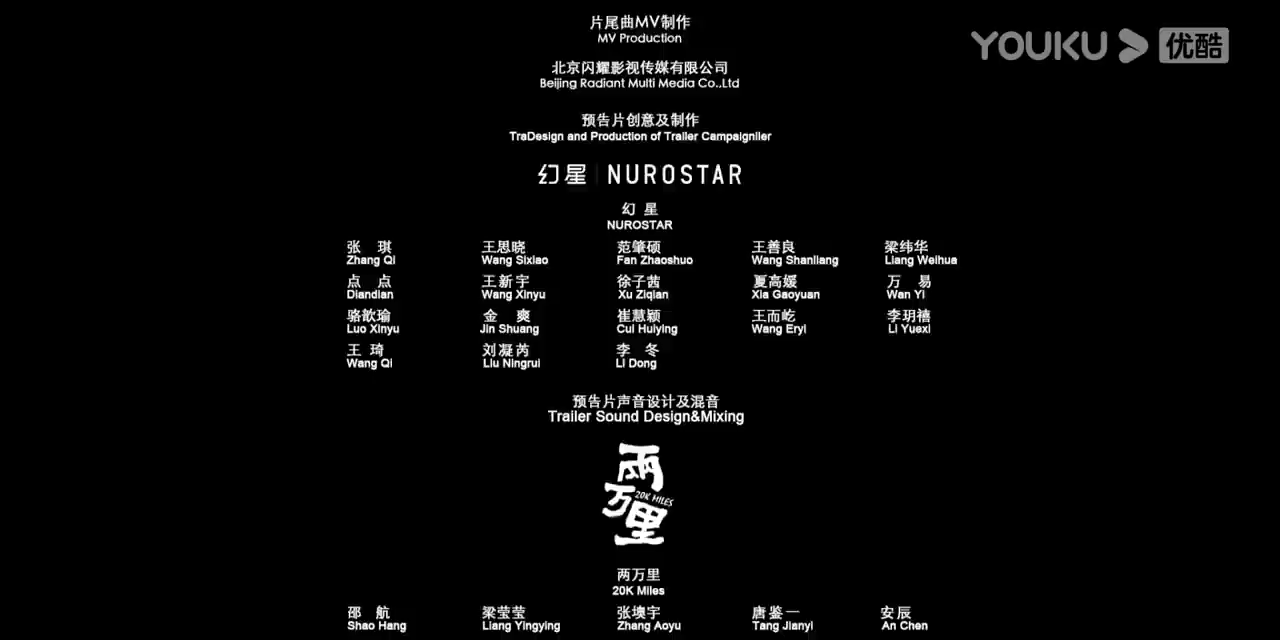 片尾曲MV制作
MV Production
YOUKU 优酷
北京闪耀影视传媒有限公司
Beijing Radiant Multi Media Co.,Ltd
预告片创意及制作
TraDesign and Production of Trailer Campaigniler
幻星 | NUROSTAR
幻 星
NUROSTAR
张 琪 王思晓 范肇硕 王善良 梁纬华
Zhang Qi Wang Sixiao Fan Zhaoshuo Wang Shanliang Liang Weihua
点 点 王新宇 徐子茜 夏高媛 万 易
Diandian Wang Xinyu Xu Ziqian Xia Gaoyuan Wan Yi
骆歆瑜 金 爽 崔慧颖 王而屹 李玥禧
Luo Xinyu Jin Shuang Cui Huiying Wang Eryi Li Yuexi
王 琦 刘凝芮 李 冬
Wang Qi Liu Ningrui Li Dong
预告片声音设计及混音
Trailer Sound Design&Mixing
兩万里
20K MILES
两万里
20K Miles
邵 航 梁莹莹 张墺宇 唐鉴一 安辰
Shao Hang Liang Yingying Zhang Aoyu Tang Jianyi An Chen